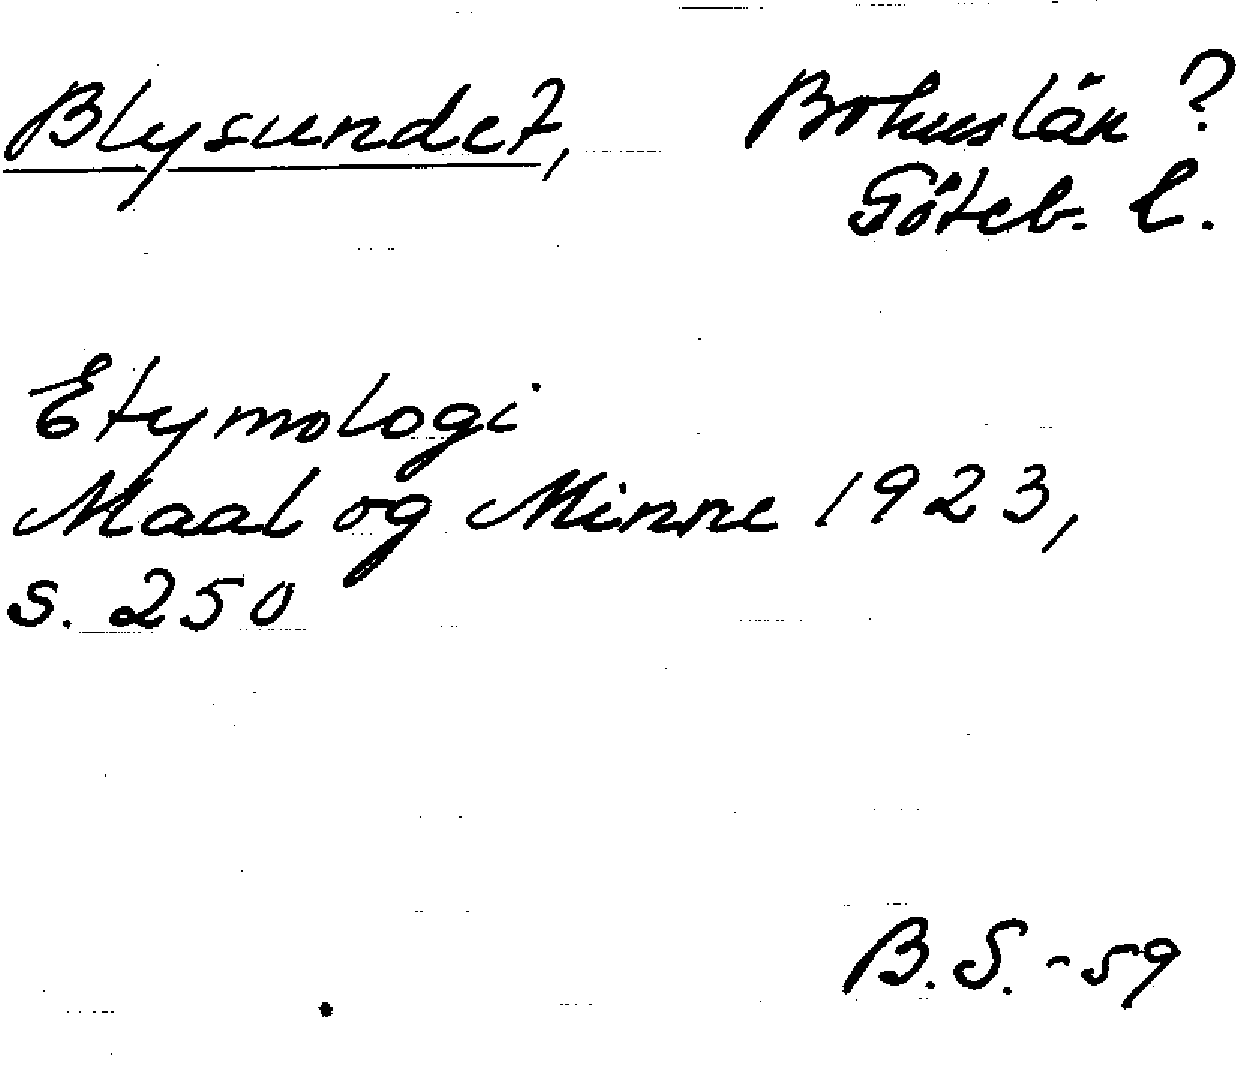 Blysundet, Bohuslän ?
Göteb. l.
Etymologi
Maal og Minne 1923,
s. 250
B.S.-59